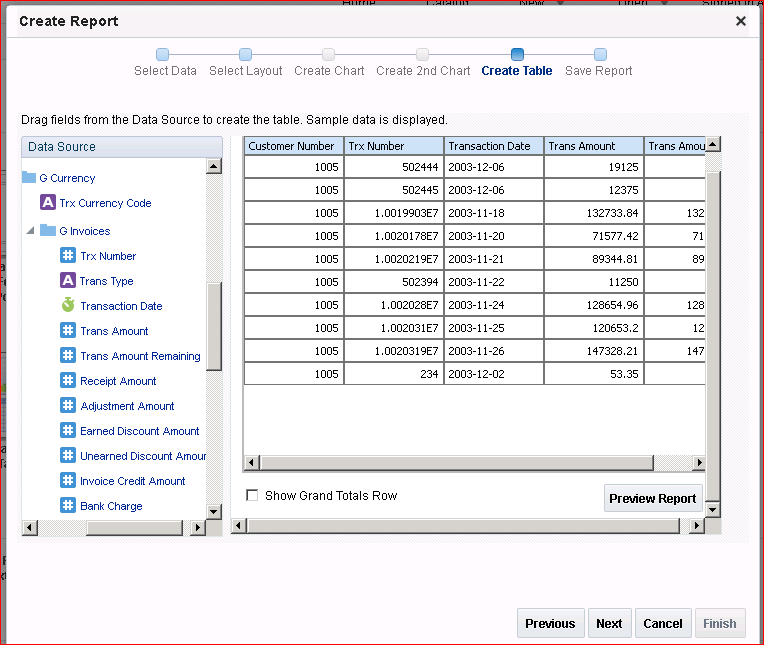 Create Report
Select Data Select Layout Create Chart Create 2nd Chart Create Table Save Report
Drag fields from the Data Source to create the table. Sample data is displayed.
Data Source
G Currency
A Trx Currency Code
G Invoices
# Trx Number
A Trans Type
Transaction Date
# Trans Amount
# Trans Amount Remaining
# Receipt Amount
# Adjustment Amount
# Earned Discount Amount
# Unearned Discount Amour
# Invoice Credit Amount
# Bank Charge
Customer Number Trx Number Transaction Date Trans Amount Trans Amou
1005 502444 2003-12-06 19125
1005 502445 2003-12-06 12375
1005 1.0019903E7 2003-11-18 132733.84 132
1005 1.0020178E7 2003-11-20 71577.42 71
1005 1.0020219E7 2003-11-21 89344.81 89
1005 502394 2003-11-22 11250
1005 1.002028E7 2003-11-24 128654.96 128
1005 1.002031E7 2003-11-25 120653.2 12
1005 1.0020319E7 2003-11-26 147328.21 147
1005 234 2003-12-02 53.35
Show Grand Totals Row
Preview Report
Previous Next Cancel Finish